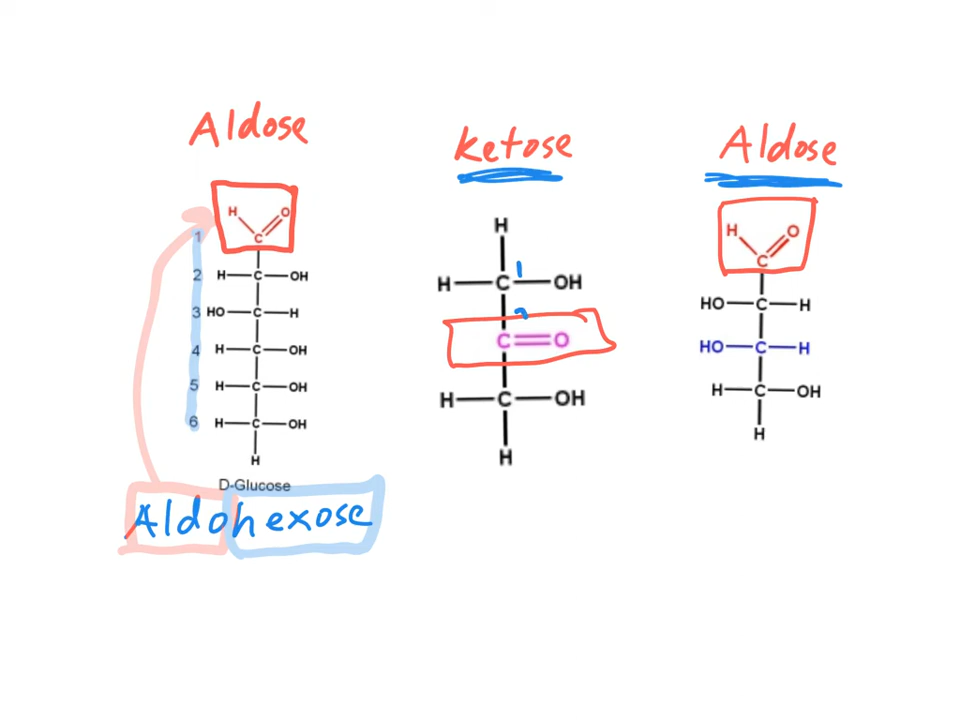 Aldose
H O
1 C
2 H C OH
3 HO C H
4 H C OH
5 H C OH
6 H C OH
H
D-Glucose
Aldohexose
Ketose
H
H C 1 OH
2
C O
H C OH
H
Aldose
H O
C
HO C H
HO C H
H C OH
H